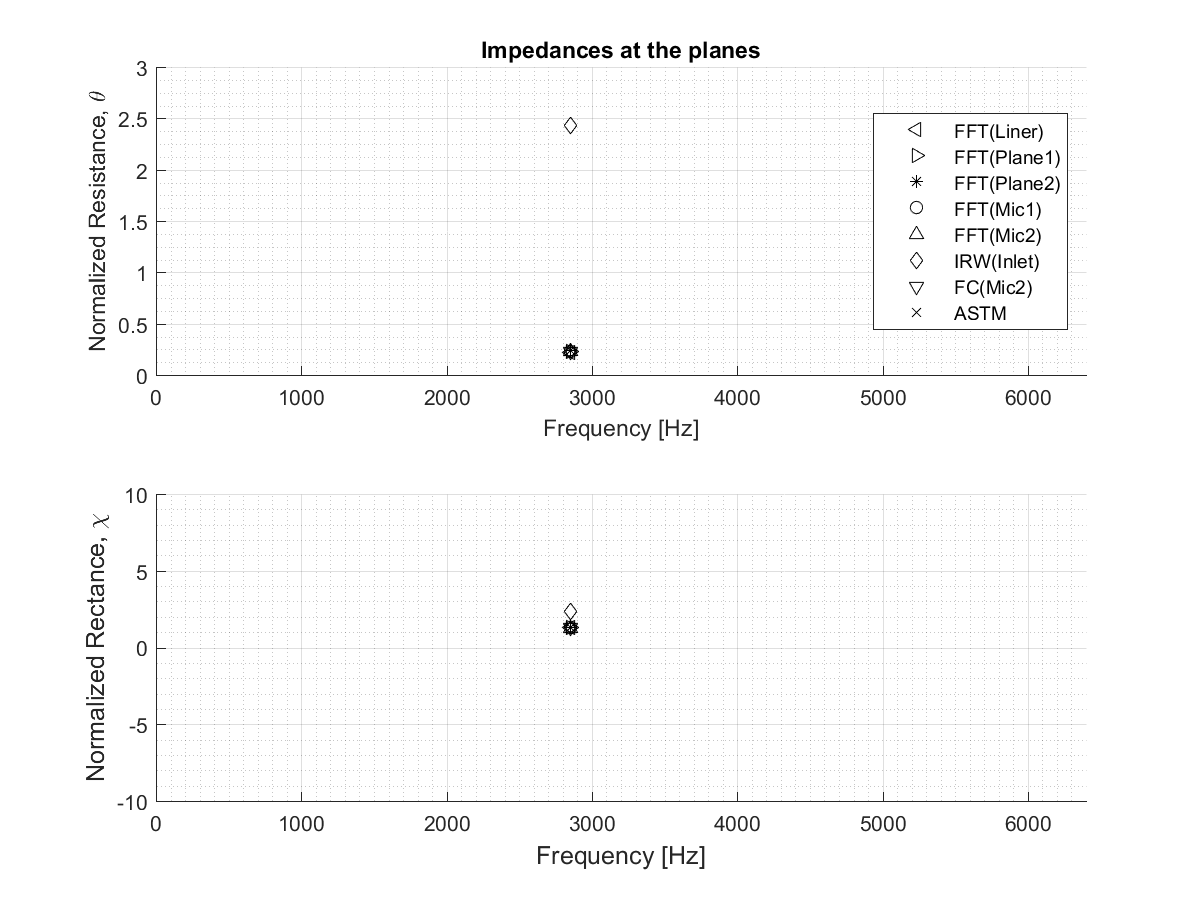 Impedances at the planes
Normalized Resistance, θ
3
2.5
2
1.5
1
0.5
0
0 1000 2000 3000 4000 5000 6000
Frequency [Hz]
FFT(Liner)
FFT(Plane1)
FFT(Plane2)
FFT(Mic1)
FFT(Mic2)
IRW(Inlet)
FC(Mic2)
ASTM
Normalized Rectance, χ
10
5
0
-5
-10
0 1000 2000 3000 4000 5000 6000
Frequency [Hz]